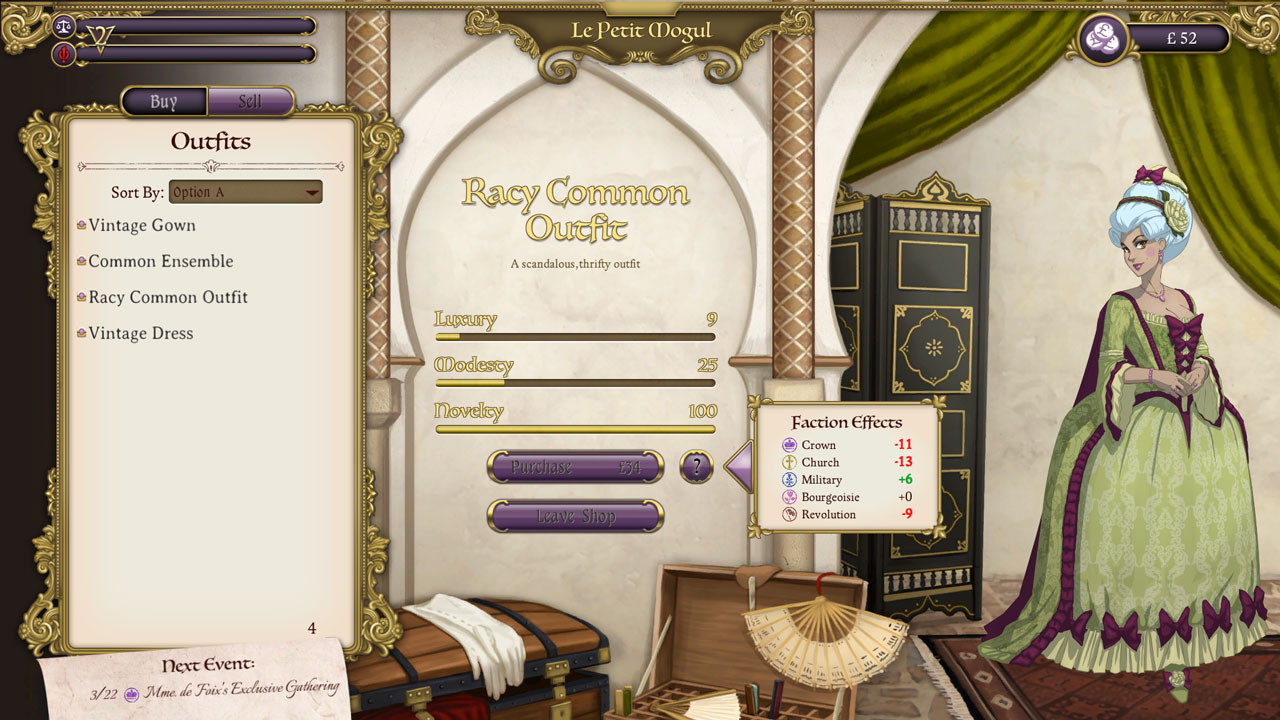 Le Petit Mogul
£ 52
Buy
Sell
Outfits
Sort By:
Option A
Vintage Gown
Common Ensemble
Racy Common Outfit
Vintage Dress
4
Next Event:
3/22 Mme. de Foix's Exclusive Gathering
Racy Common
Outfit
A scandalous,thrifty outfit
Luxury 9
Modesty 25
Novelty 100
Purchase £34
?
Leave Shop
Faction Effects
Crown -11
Church -13
Military +6
Bourgeoisie +0
Revolution -9